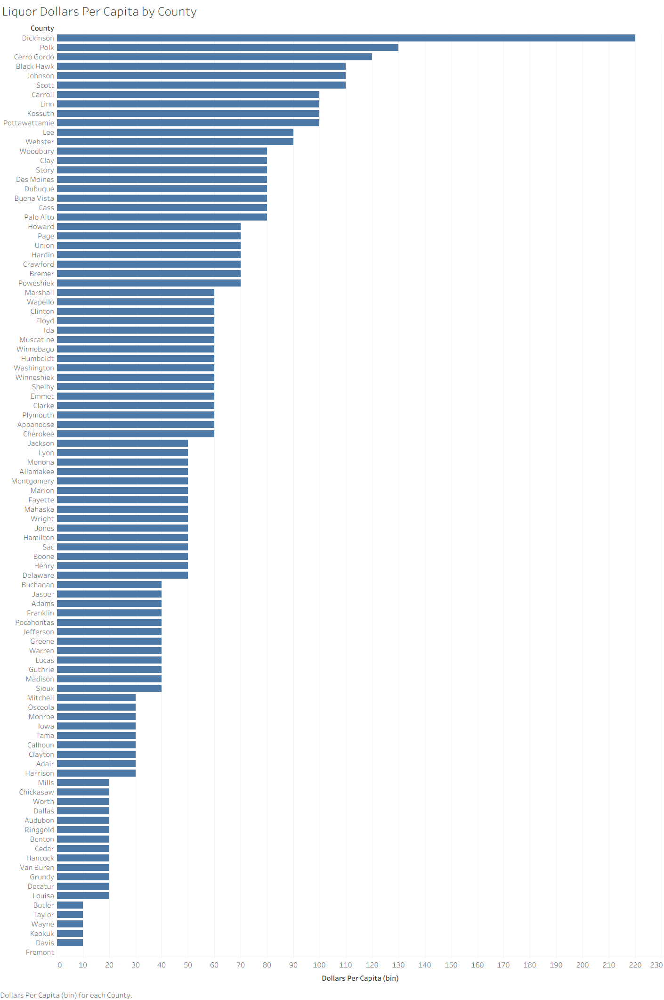 Liquor Dollars Per Capita by County
County
Dickinson
Polk
Cerro Gordo
Black Hawk
Johnson
Scott
Carroll
Linn
Kossuth
Pottawattamie
Lee
Webster
Woodbury
Clay
Story
Des Moines
Dubuque
Buena Vista
Cass
Palo Alto
Howard
Page
Union
Hardin
Crawford
Bremer
Poweshiek
Marshall
Wapello
Clinton
Floyd
Ida
Muscatine
Winnebago
Humboldt
Washington
Winneshiek
Shelby
Emmet
Clarke
Plymouth
Appanoose
Cherokee
Jackson
Lyon
Monona
Allamakee
Montgomery
Marion
Fayette
Mahaska
Wright
Jones
Hamilton
Sac
Boone
Henry
Delaware
Buchanan
Jasper
Adams
Franklin
Pocahontas
Jefferson
Greene
Warren
Lucas
Guthrie
Madison
Sioux
Mitchell
Osceola
Monroe
Iowa
Tama
Calhoun
Clayton
Adair
Harrison
Mills
Chickasaw
Worth
Dallas
Audubon
Ringgold
Benton
Cedar
Hancock
Van Buren
Grundy
Decatur
Louisa
Butler
Taylor
Wayne
Keokuk
Davis
Fremont
0 10 20 30 40 50 60 70 80 90 100 110 120 130 140 150 160 170 180 190 200 210 220 230
Dollars Per Capita (bin)
Dollars Per Capita (bin) for each County.